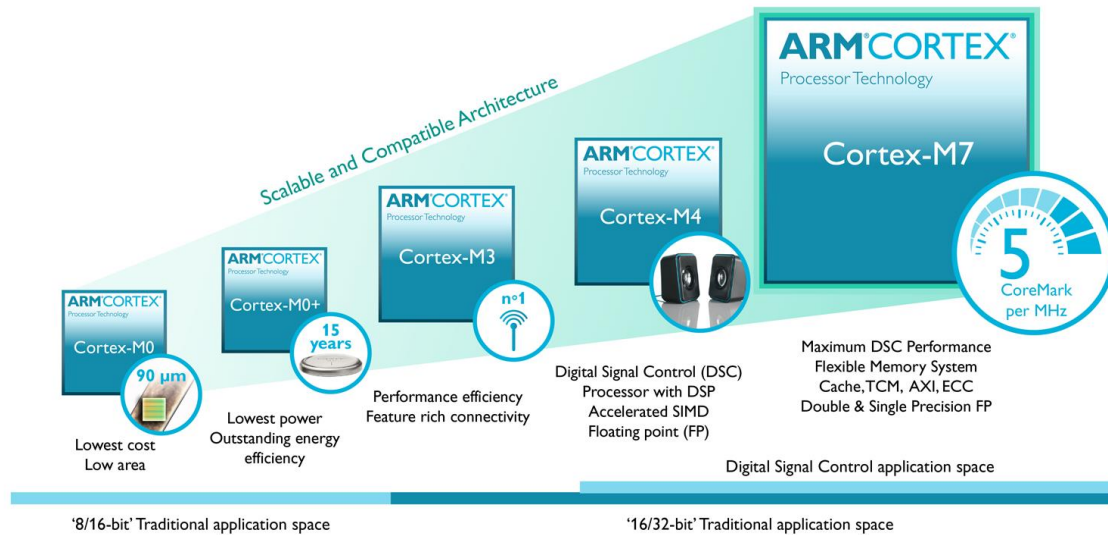 Scalable and Compatible Architecture
ARM®CORTEX®
Processor Technology
Cortex-M0
90 µm
Lowest cost
Low area
ARM®CORTEX®
Processor Technology
Cortex-M0+
15
years
Lowest power
Outstanding energy
efficiency
ARM®CORTEX®
Processor Technology
Cortex-M3
nº1
Performance efficiency
Feature rich connectivity
ARM®CORTEX®
Processor Technology
Cortex-M4
Digital Signal Control (DSC)
Processor with DSP
Accelerated SIMD
Floating point (FP)
ARM®CORTEX®
Processor Technology
Cortex-M7
5
CoreMark
per MHz
Maximum DSC Performance
Flexible Memory System
Cache, TCM, AXI, ECC
Double & Single Precision FP
Digital Signal Control application space
'8/16-bit' Traditional application space
'16/32-bit' Traditional application space